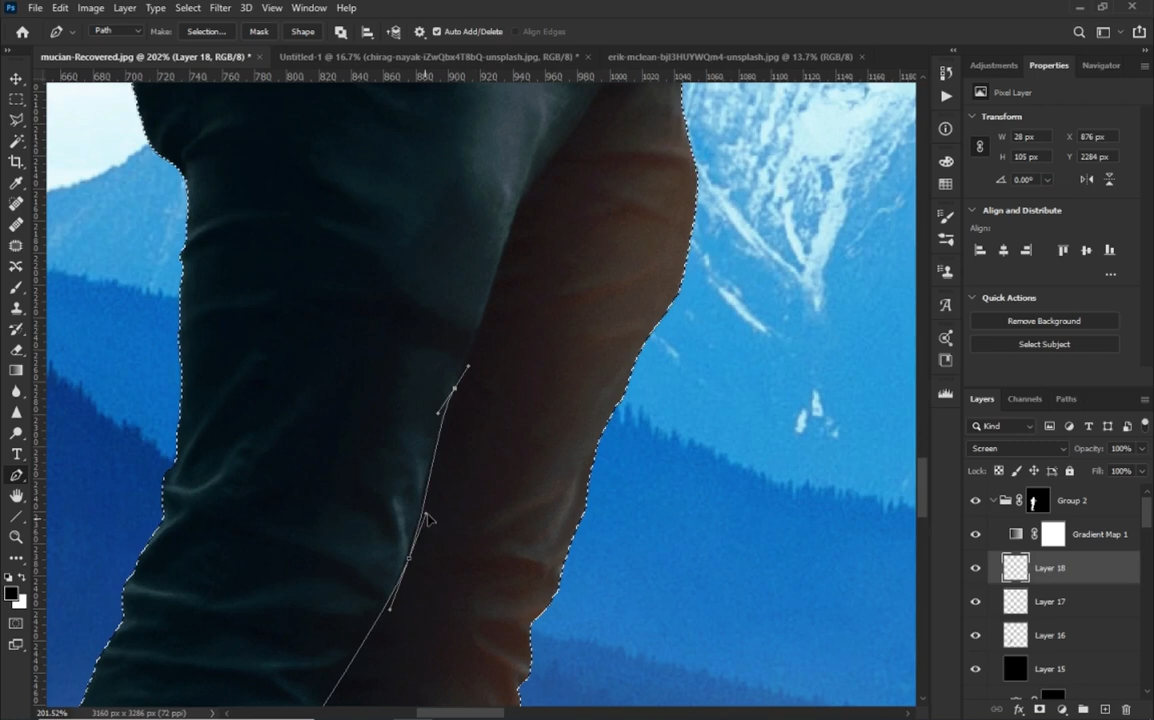 File Edit Image Layer Type Select Filter 3D View Window Help
Path Make: Selection... Mask Shape Auto Add/Delete Align Edges
mucian-Recovered.jpg @ 202% (Layer 18, RGB/8) * × Untitled-1 @ 16.7% (chirag-nayak-iZwQbx4T8bQ-unsplash.jpg, RGB/8) * × erik-mclean-bjI3HUYWQm4-unsplash.jpg @ 13.7% (RGB/8) ×
660 680 700 720 740 760 780 800 820 840 860 880 900 920 940 960 980 1000 1020 1040 1060 1080 1100 1120 1140 1160 1180
Adjustments Properties Navigator
Pixel Layer
Transform
W 28 px X 876 px
H 105 px Y 2284 px
0.00°
Align and Distribute
Align:
...
Quick Actions
Remove Background
Select Subject
Layers Channels Paths
Kind
Screen Opacity: 100%
Lock: Fill: 100%
Group 2
Gradient Map 1
Layer 18
Layer 17
Layer 16
Layer 15
fx
201.52% 3160 px x 3286 px (72 ppi)